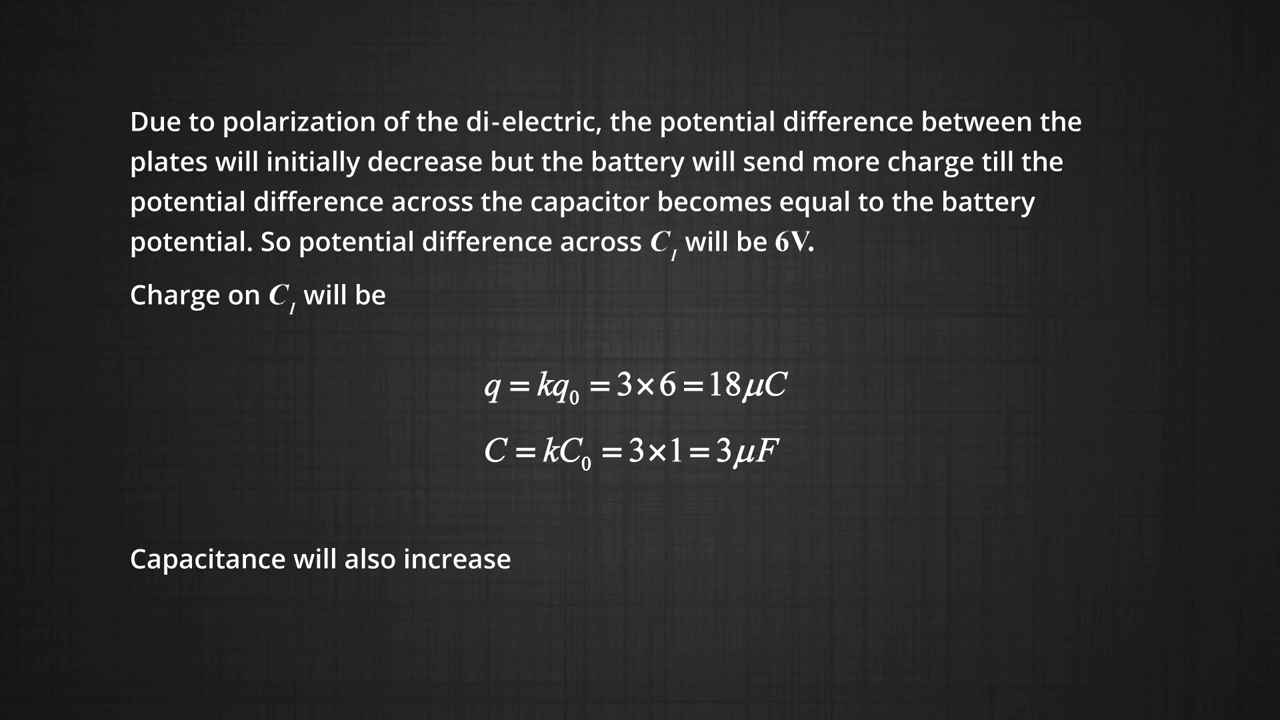 Due to polarization of the di-electric, the potential difference between the
plates will initially decrease but the battery will send more charge till the
potential difference across the capacitor becomes equal to the battery
potential. So potential difference across C₁ will be 6V.
Charge on C₁ will be
q = kq₀ = 3×6 = 18μC
C = kC₀ = 3×1 = 3μF
Capacitance will also increase